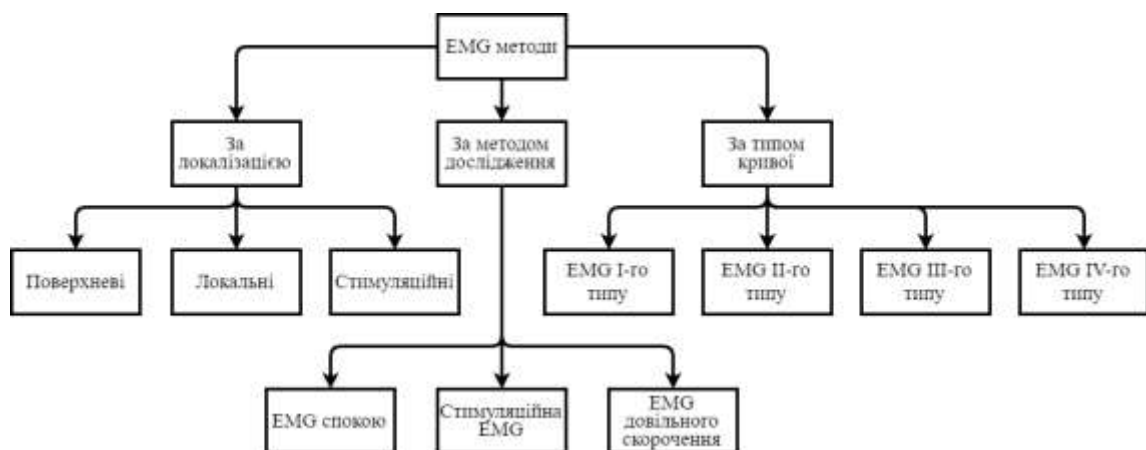 EMG методи
За
локалізацією
За методом
дослідження
За типом
кривої
Поверхневі
Локальні
Стимуляційні
EMG I-го
типу
EMG II-го
типу
EMG III-го
типу
EMG IV-го
типу
EMG спокою
Стимуляційна
EMG
EMG
довільного
скорочення